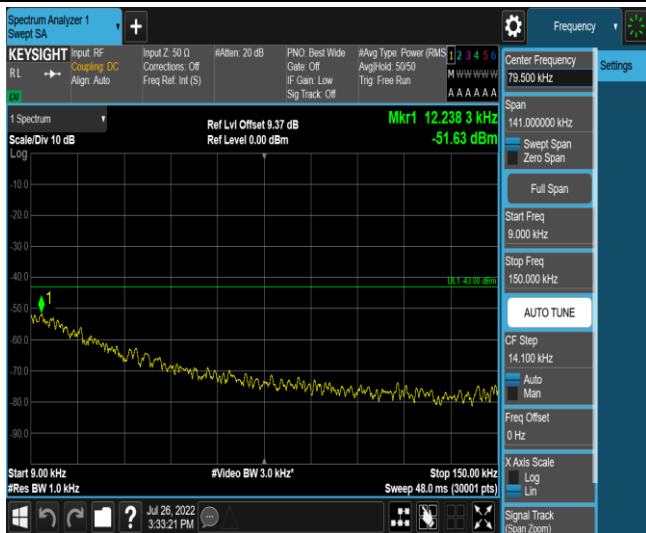 Spectrum Analyzer 1
Swept SA
Frequency
KEYSIGHT
RL
Input: RF
Coupling: DC
Align: Auto
Input Z: 50 Ω
Corrections: Off
Freq Ref: Int (S)
#Atten: 20 dB
PNO: Best Wide
Gate: Off
IF Gain: Low
Sig Track: Off
#Avg Type: Power (RMS
Avg|Hold: 50/50
Trig: Free Run
1 2 3 4 5 6
M W W W W W
A A A A A A
1 Spectrum
Scale/Div 10 dB
Ref Lvl Offset 9.37 dB
Ref Level 0.00 dBm
Mkr1 12.238 3 kHz
-51.63 dBm
Log
-10.0
-20.0
-30.0
-40.0
DL1 -43.00 dBm
1
-50.0
-60.0
-70.0
-80.0
-90.0
Start 9.00 kHz
#Video BW 3.0 kHz*
Stop 150.00 kHz
#Res BW 1.0 kHz
Sweep 48.0 ms (30001 pts)
Jul 26, 2022
3:33:21 PM
Center Frequency
79.500 kHz
Settings
Span
141.000000 kHz
Swept Span
Zero Span
Full Span
Start Freq
9.000 kHz
Stop Freq
150.000 kHz
AUTO TUNE
CF Step
14.100 kHz
Auto
Man
Freq Offset
0 Hz
X Axis Scale
Log
Lin
Signal Track
(Span Zoom)